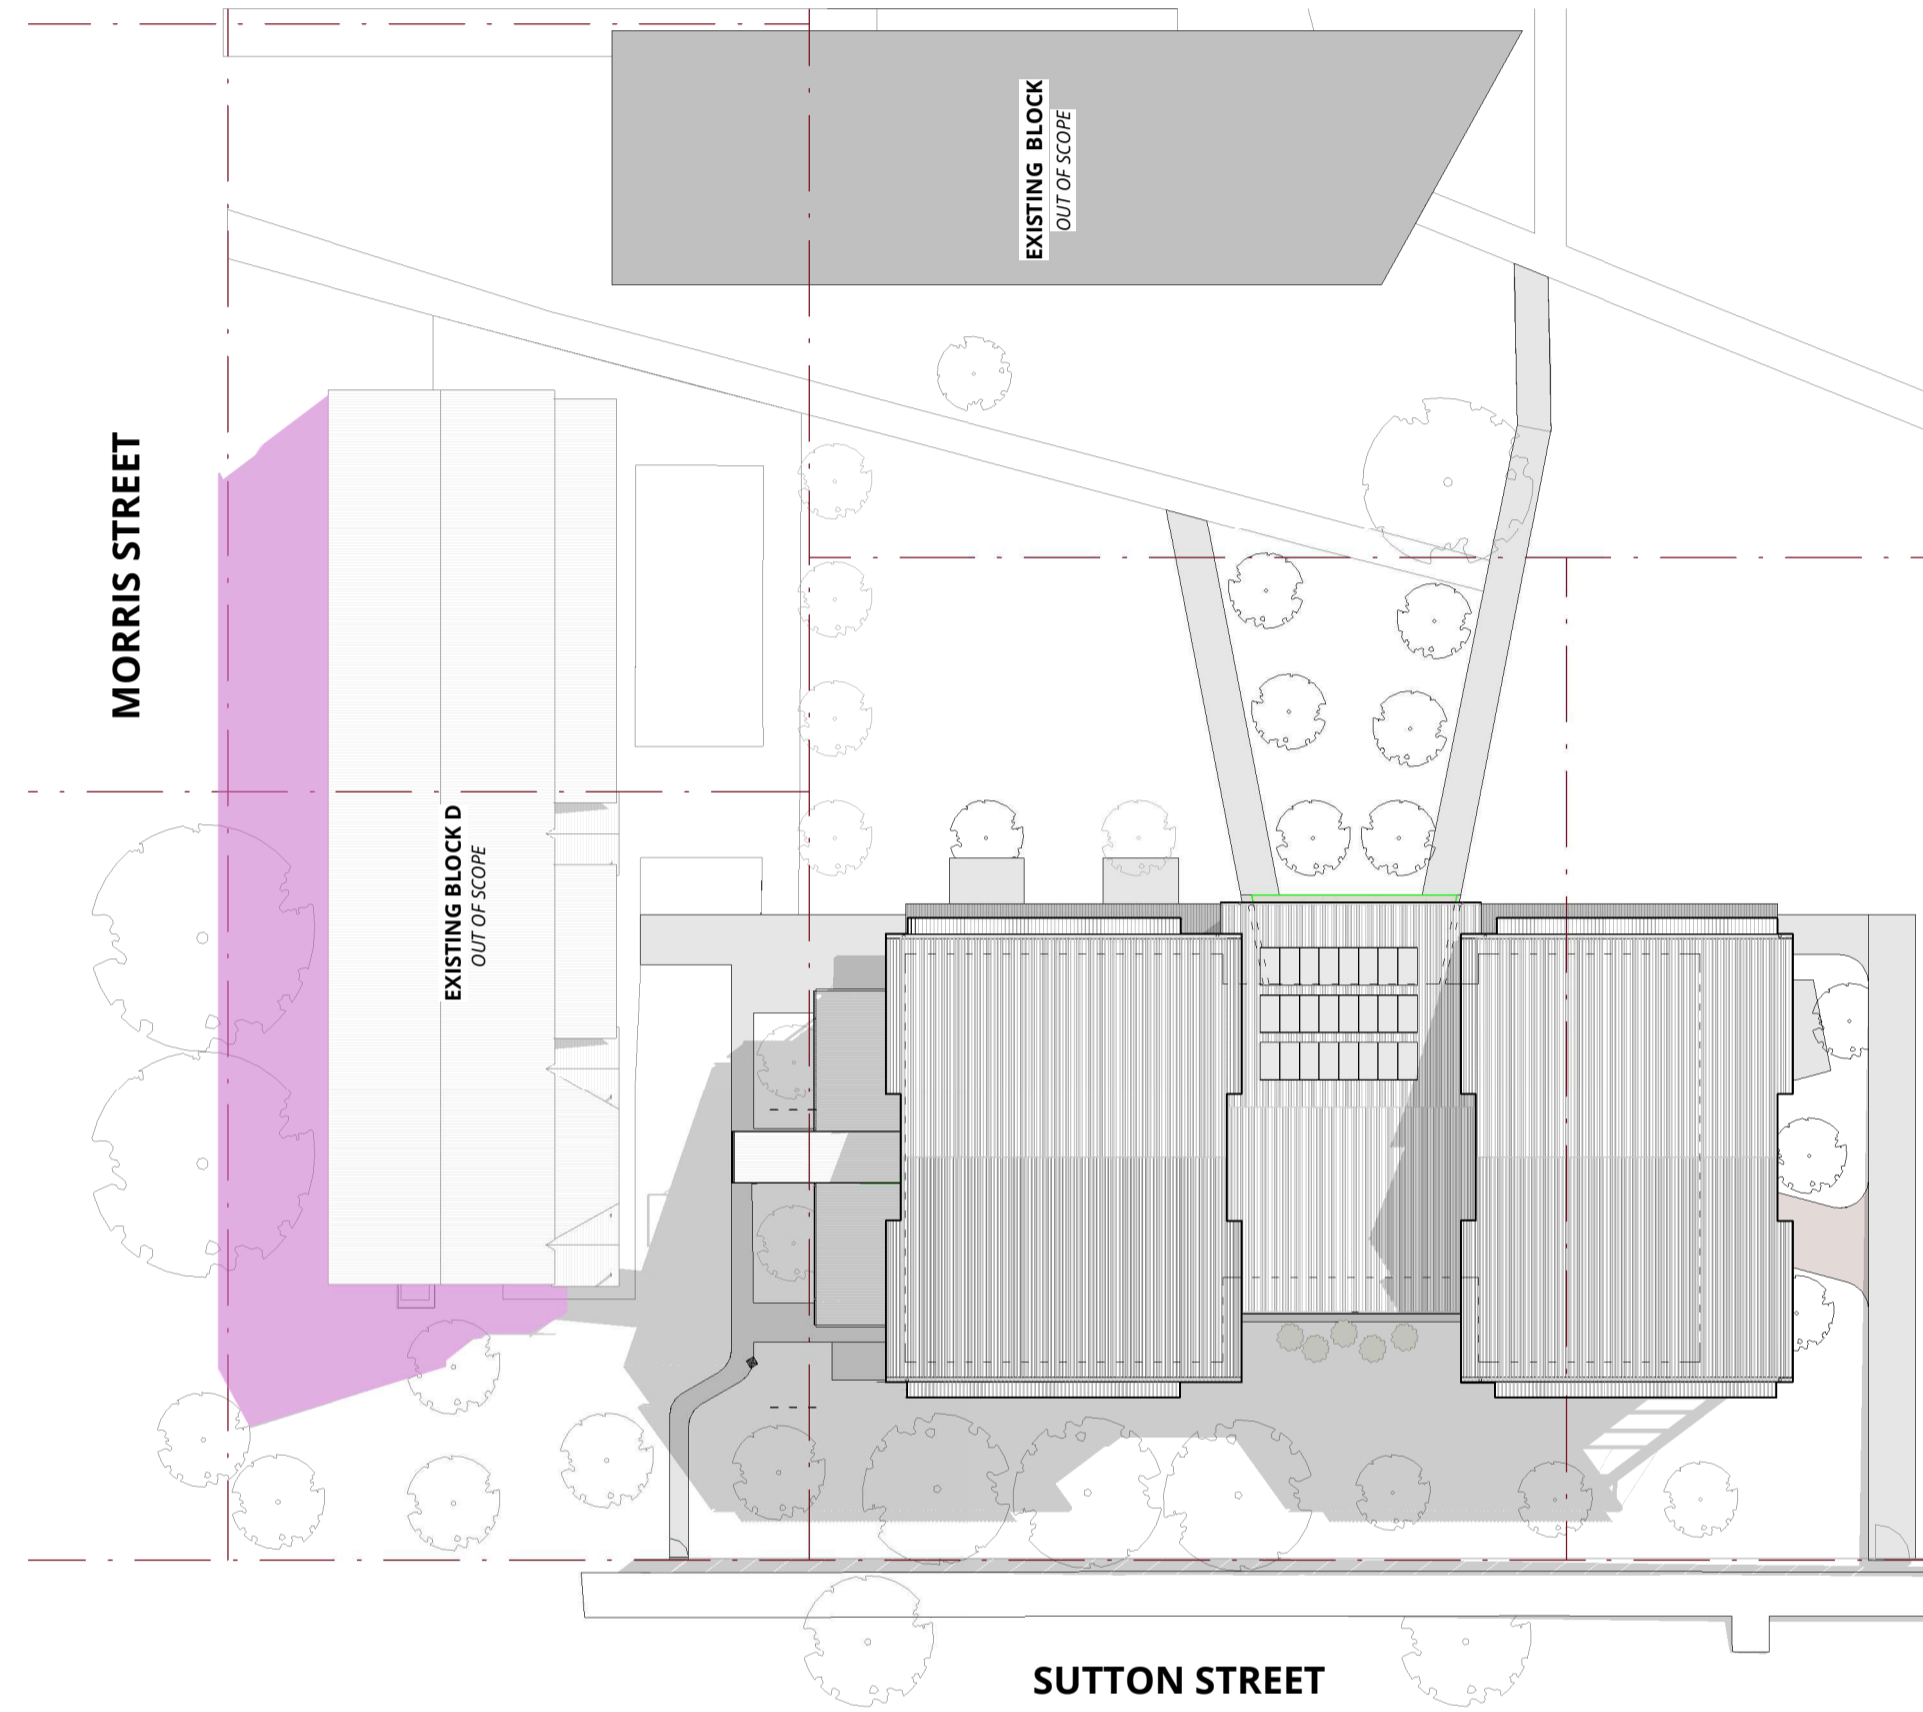 EXISTING BLOCK
OUT OF SCOPE
MORRIS STREET
EXISTING BLOCK D
OUT OF SCOPE
SUTTON STREET